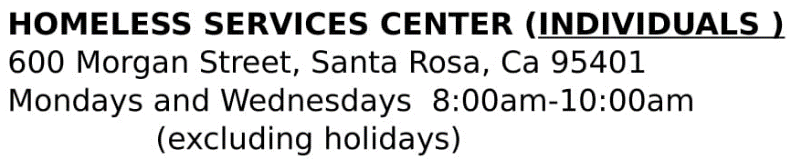 HOMELESS SERVICES CENTER (INDIVIDUALS )
600 Morgan Street, Santa Rosa, Ca 95401
Mondays and Wednesdays  8:00am-10:00am
(excluding holidays)